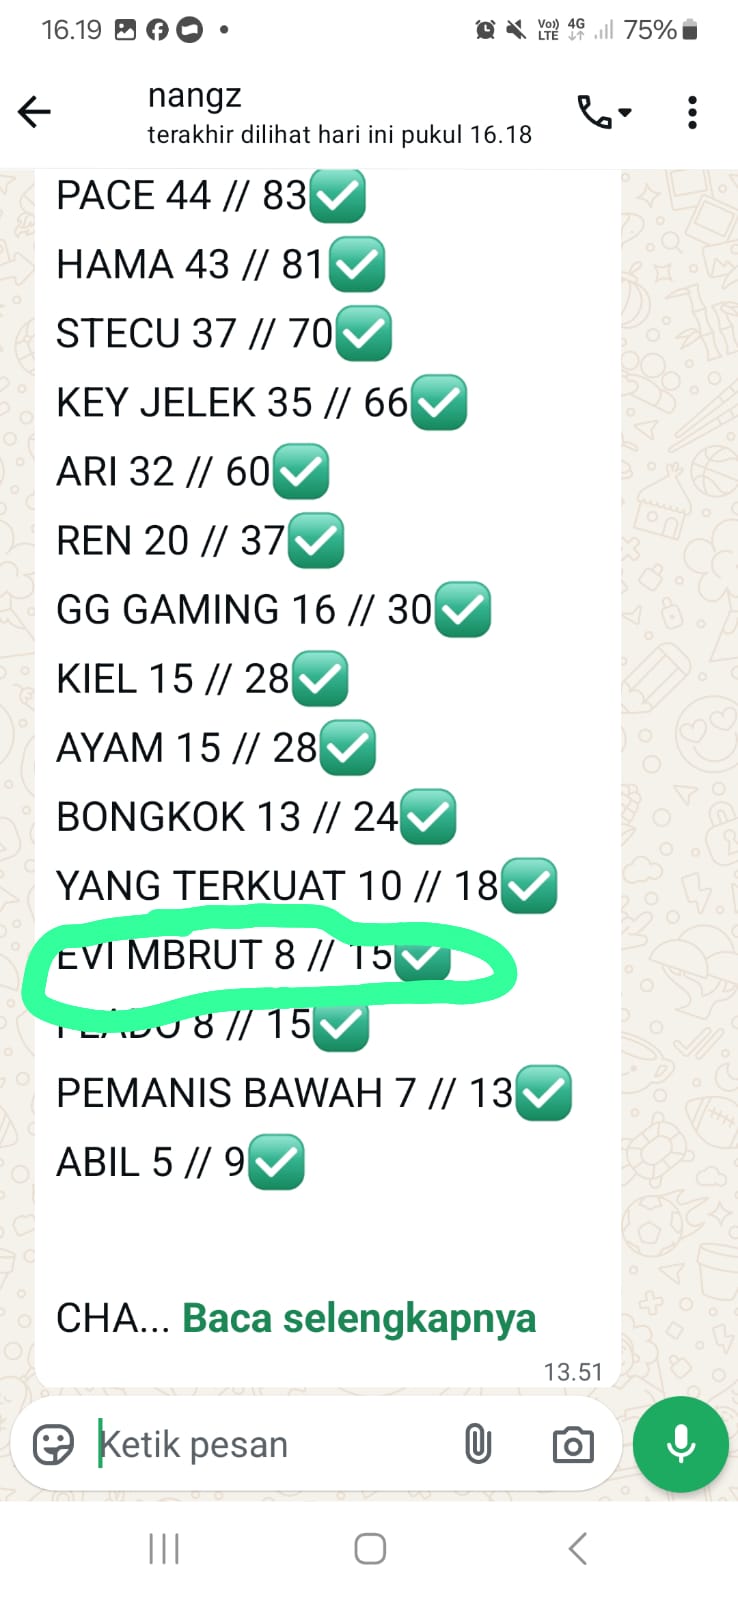 16.19
Vo)) LTE 4G 75%
nangz
terakhir dilihat hari ini pukul 16.18
PACE 44 // 83✅
HAMA 43 // 81✅
STECU 37 // 70✅
KEY JELEK 35 // 66✅
ARI 32 // 60✅
REN 20 // 37✅
GG GAMING 16 // 30✅
KIEL 15 // 28✅
AYAM 15 // 28✅
BONGKOK 13 // 24✅
YANG TERKUAT 10 // 18✅
EVI MBRUT 8 // 15✅
8 // 15✅
PEMANIS BAWAH 7 // 13✅
ABIL 5 // 9✅
CHA... Baca selengkapnya
13.51
Ketik pesan